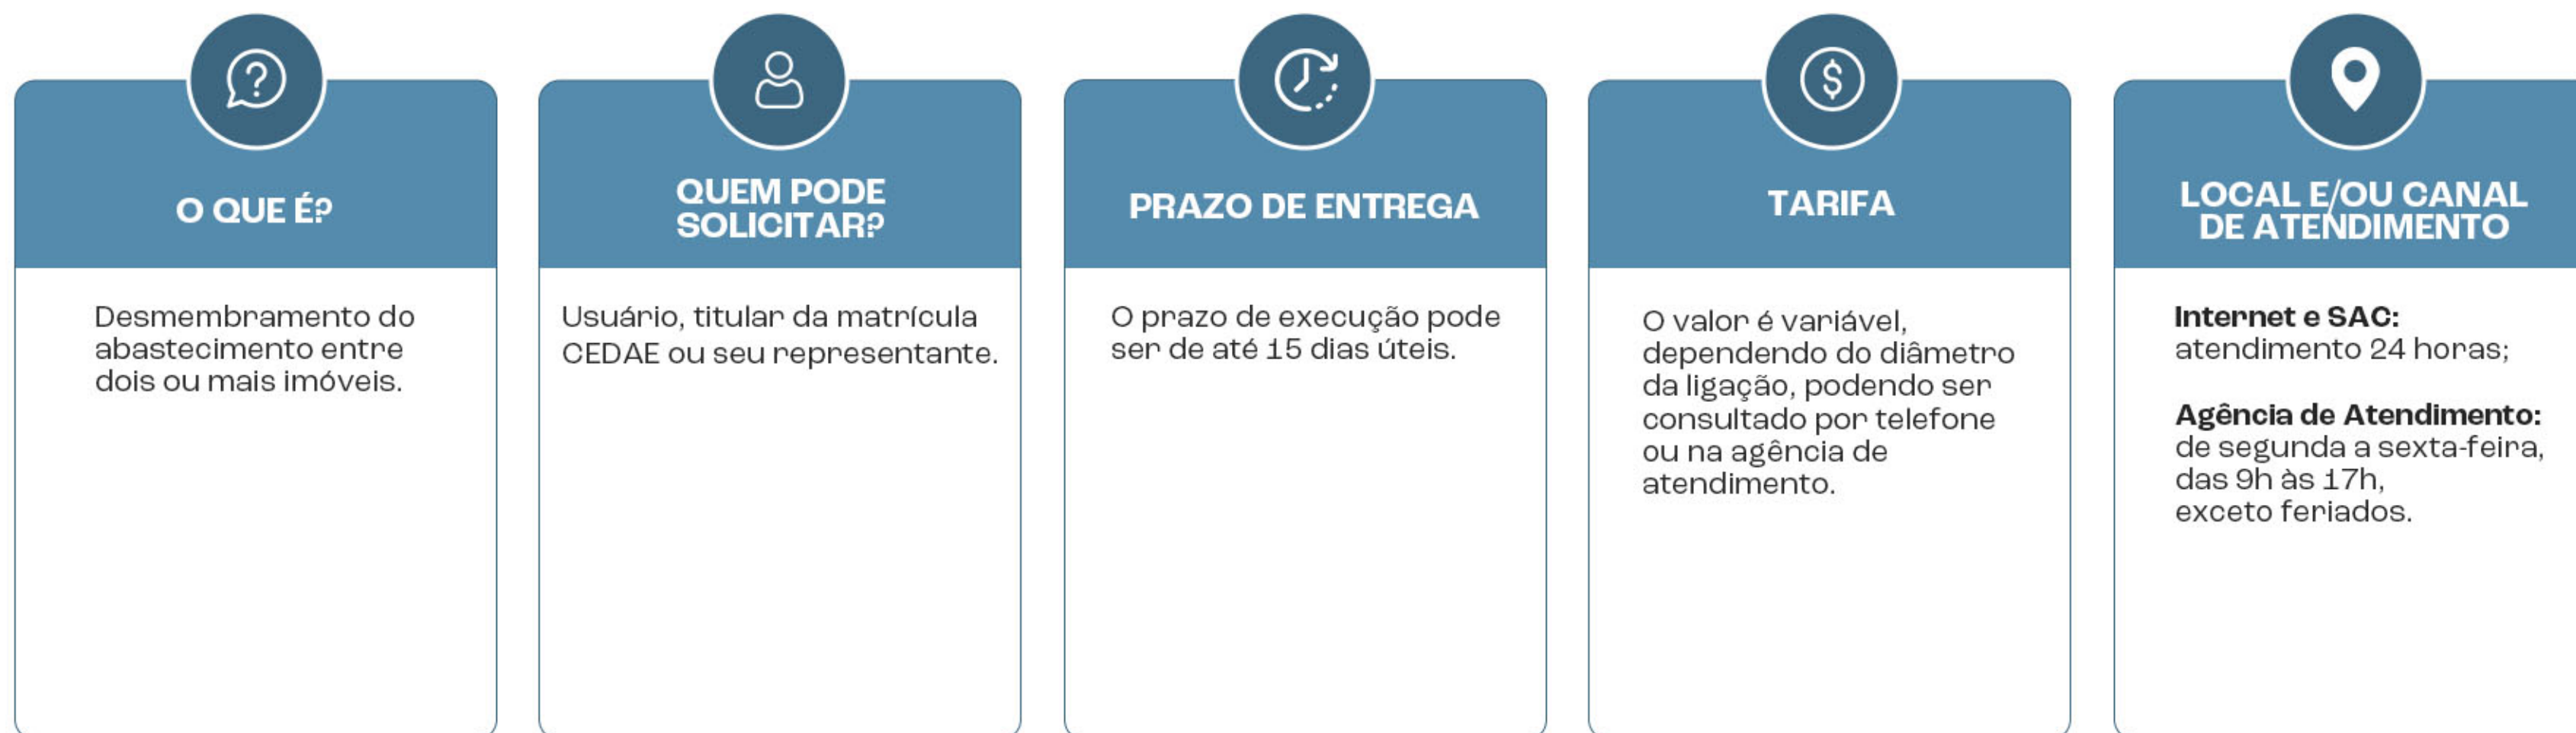 O QUE É?
Desmembramento do
abastecimento entre
dois ou mais imóveis.
QUEM PODE
SOLICITAR?
Usuário, titular da matrícula
CEDAE ou seu representante.
PRAZO DE ENTREGA
O prazo de execução pode
ser de até 15 dias úteis.
TARIFA
O valor é variável,
dependendo do diâmetro
da ligação, podendo ser
consultado por telefone
ou na agência de
atendimento.
LOCAL E/OU CANAL
DE ATENDIMENTO
Internet e SAC:
atendimento 24 horas;
Agência de Atendimento:
de segunda a sexta-feira,
das 9h às 17h,
exceto feriados.